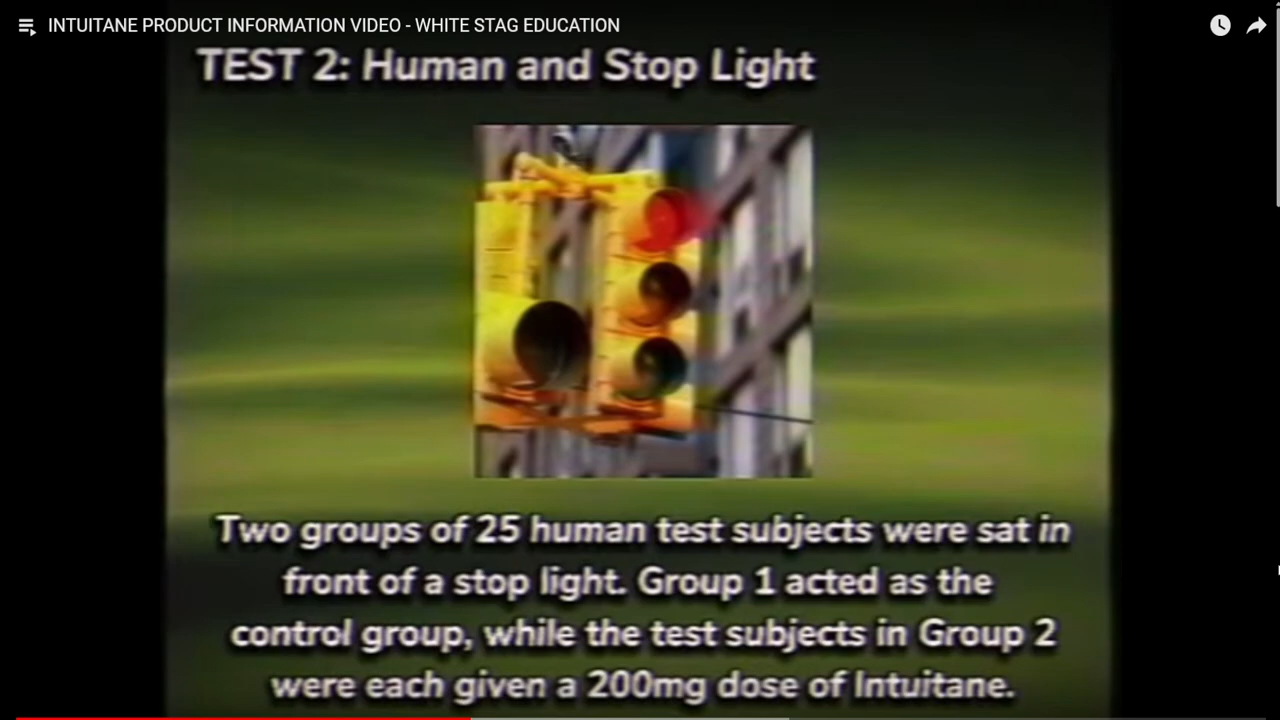 INTUITANE PRODUCT INFORMATION VIDEO - WHITE STAG EDUCATION
TEST 2: Human and Stop Light
Two groups of 25 human test subjects were sat in
front of a stop light. Group 1 acted as the
control group, while the test subjects in Group 2
were each given a 200mg dose of Intuitane.